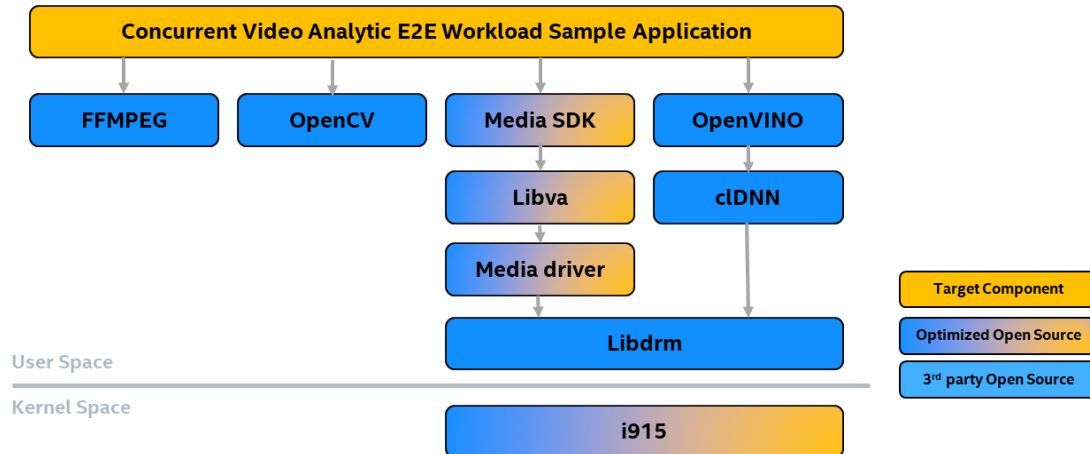 Concurrent Video Analytic E2E Workload Sample Application
FFMPEG
OpenCV
Media SDK
OpenVINO
Libva
clDNN
Media driver
Target Component
Optimized Open Source
3rd party Open Source
Libdrm
User Space
Kernel Space
i915